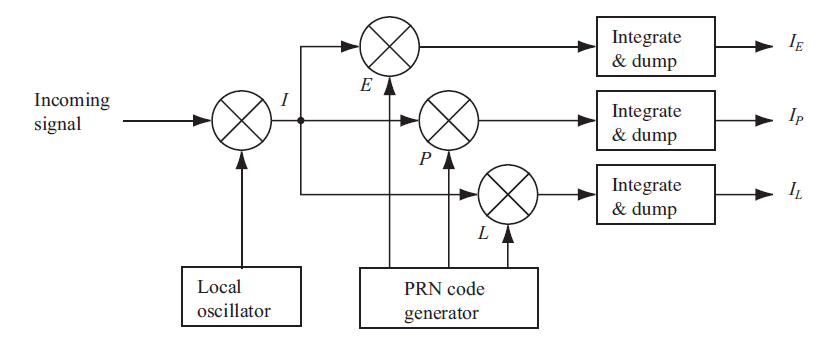 Integrate
& dump
I_E
E
Incoming
signal
I
Integrate
& dump
I_P
P
Integrate
& dump
I_L
L
Local
oscillator
PRN code
generator